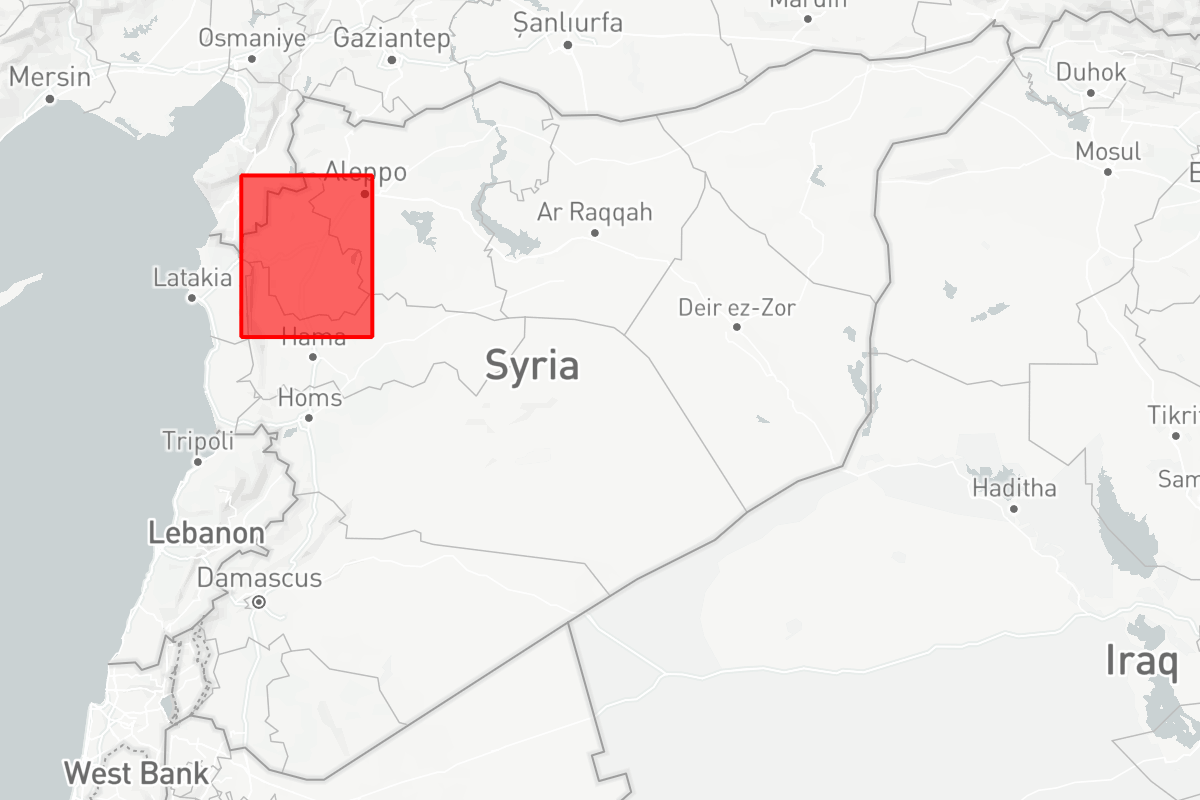 Mardin
Şanlıurfa
Osmaniye
Gaziantep
Mersin
Duhok
Mosul
Aleppo
Ar Raqqah
Latakia
Deir ez-Zor
Hama
Syria
Homs
Tikri
Tripoli
Sam
Haditha
Lebanon
Damascus
Iraq
West Bank